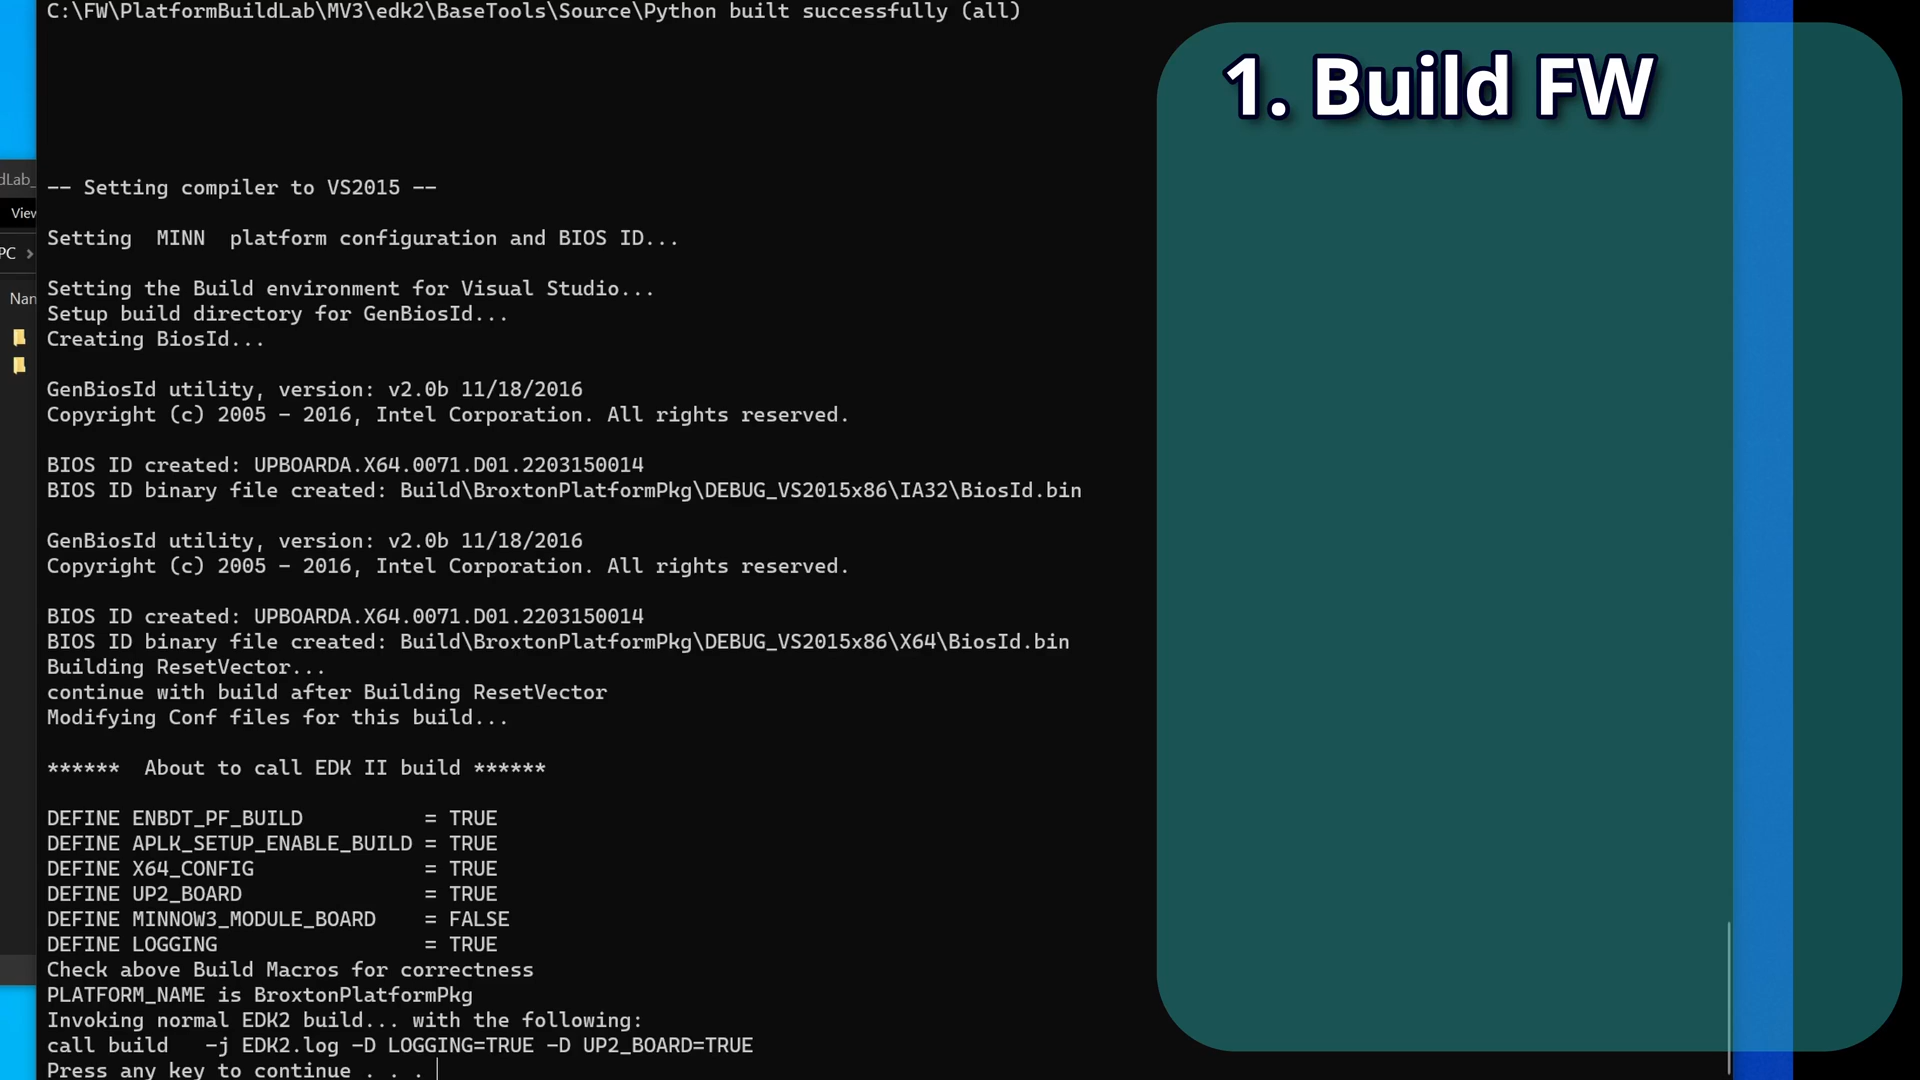 C:\FW\PlatformBuildLab\MV3\edk2\BaseTools\Source\Python built successfully (all)
1. Build FW
dLab_
View
PC >
Nan
-- Setting compiler to VS2015 --
Setting  MINN  platform configuration and BIOS ID...
Setting the Build environment for Visual Studio...
Setup build directory for GenBiosId...
Creating BiosId...
GenBiosId utility, version: v2.0b 11/18/2016
Copyright (c) 2005 - 2016, Intel Corporation. All rights reserved.
BIOS ID created: UPBOARDA.X64.0071.D01.2203150014
BIOS ID binary file created: Build\BroxtonPlatformPkg\DEBUG_VS2015x86\IA32\BiosId.bin
GenBiosId utility, version: v2.0b 11/18/2016
Copyright (c) 2005 - 2016, Intel Corporation. All rights reserved.
BIOS ID created: UPBOARDA.X64.0071.D01.2203150014
BIOS ID binary file created: Build\BroxtonPlatformPkg\DEBUG_VS2015x86\X64\BiosId.bin
Building ResetVector...
continue with build after Building ResetVector
Modifying Conf files for this build...
******  About to call EDK II build ******
DEFINE ENBDT_PF_BUILD          = TRUE
DEFINE APLK_SETUP_ENABLE_BUILD = TRUE
DEFINE X64_CONFIG              = TRUE
DEFINE UP2_BOARD               = TRUE
DEFINE MINNOW3_MODULE_BOARD    = FALSE
DEFINE LOGGING                 = TRUE
Check above Build Macros for correctness
PLATFORM_NAME is BroxtonPlatformPkg
Invoking normal EDK2 build... with the following:
call build   -j EDK2.log -D LOGGING=TRUE -D UP2_BOARD=TRUE
Press any key to continue . . .